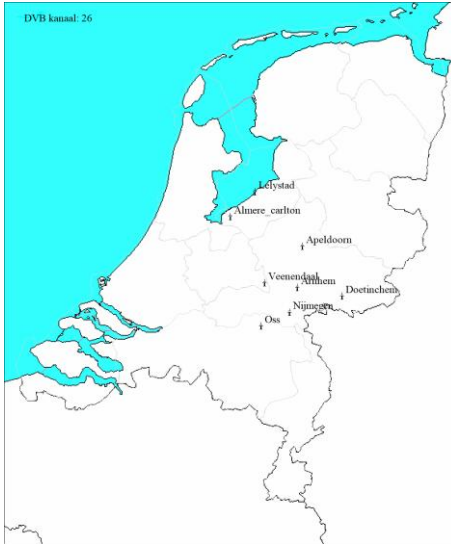 DVB kanaal: 26
Lelystad
Almere_carlton
Apeldoorn
Veenendaal
Arnhem
Doetinchem
Nijmegen
Oss